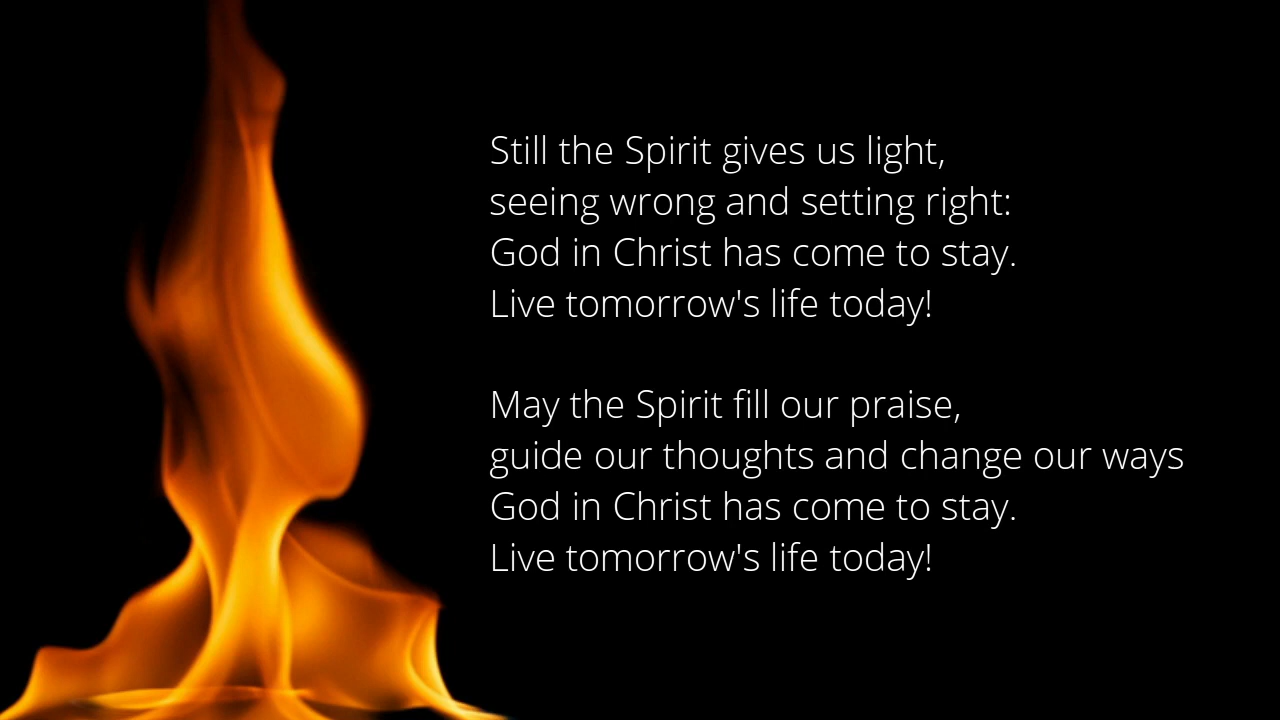 Still the Spirit gives us light,
seeing wrong and setting right:
God in Christ has come to stay.
Live tomorrow's life today!
May the Spirit fill our praise,
guide our thoughts and change our ways
God in Christ has come to stay.
Live tomorrow's life today!